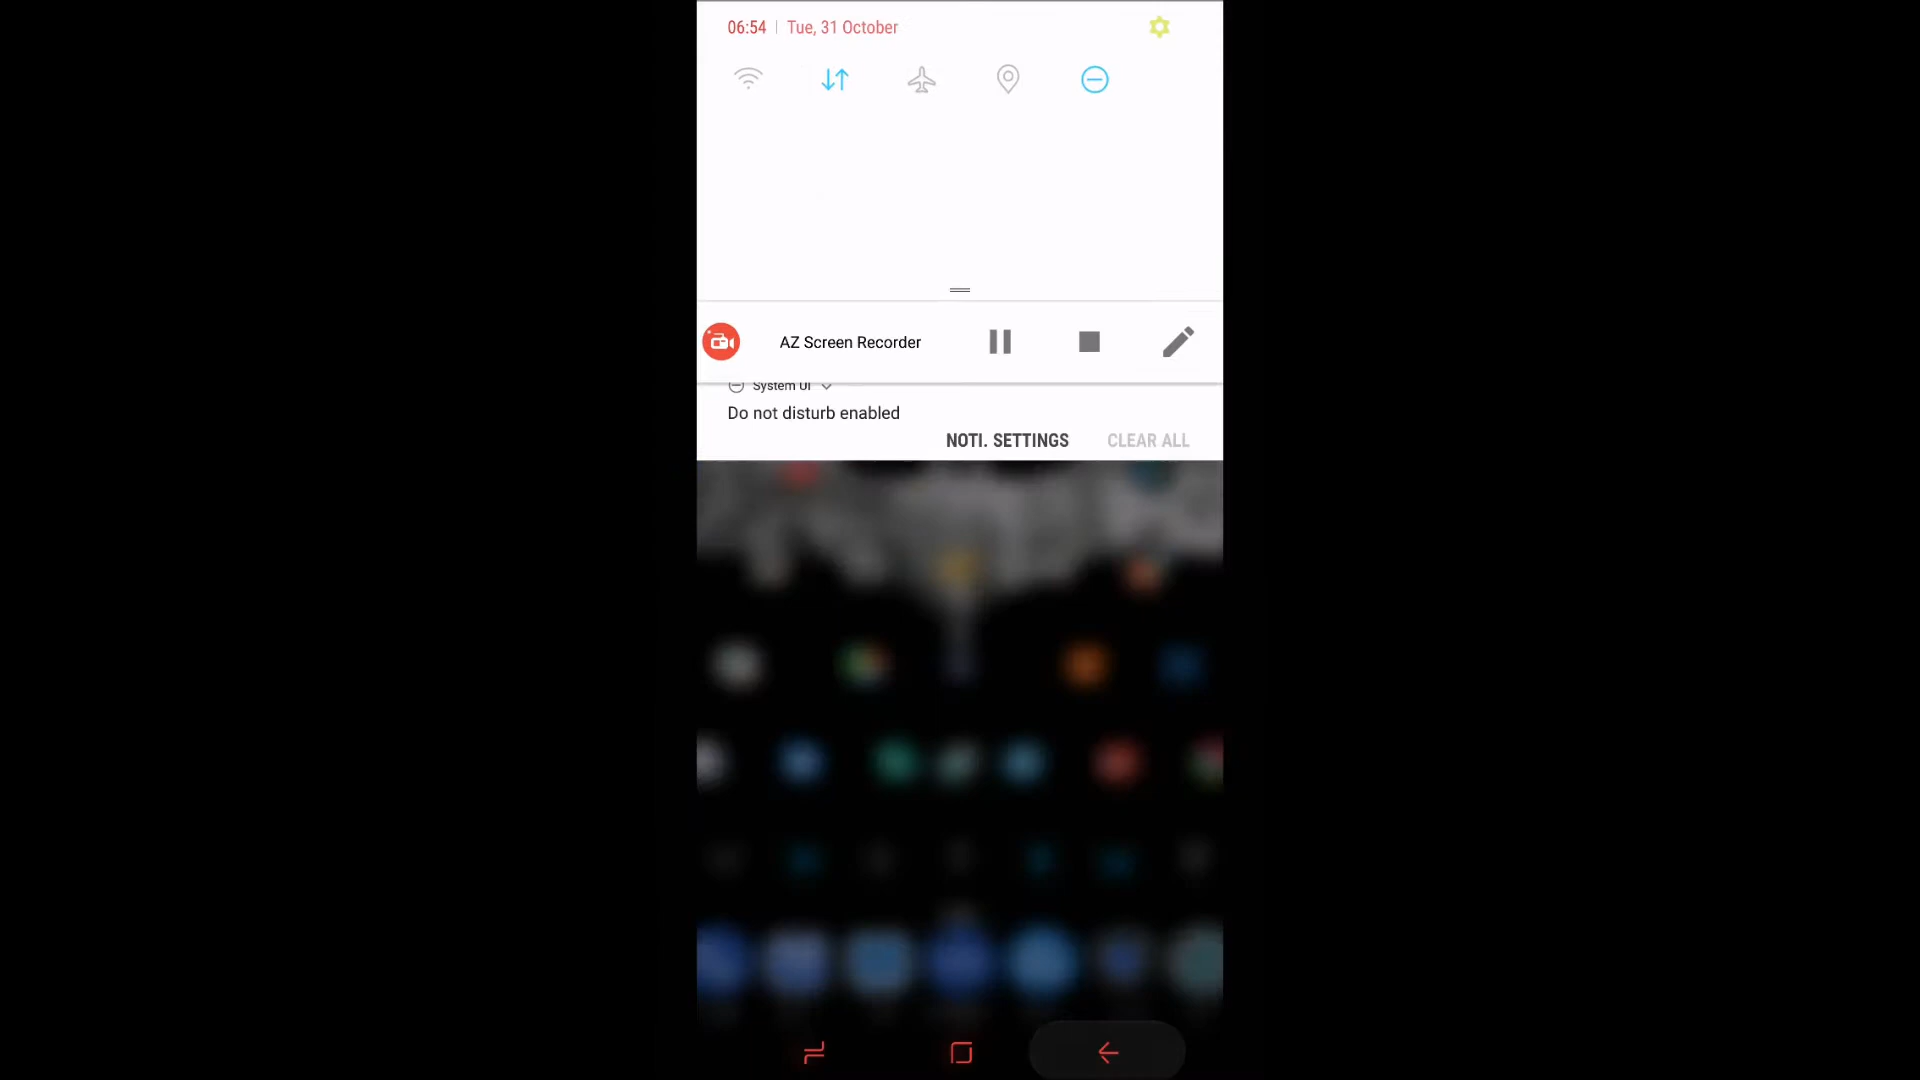 06:54 | Tue, 31 October
AZ Screen Recorder
System UI
Do not disturb enabled
NOTI. SETTINGS CLEAR ALL